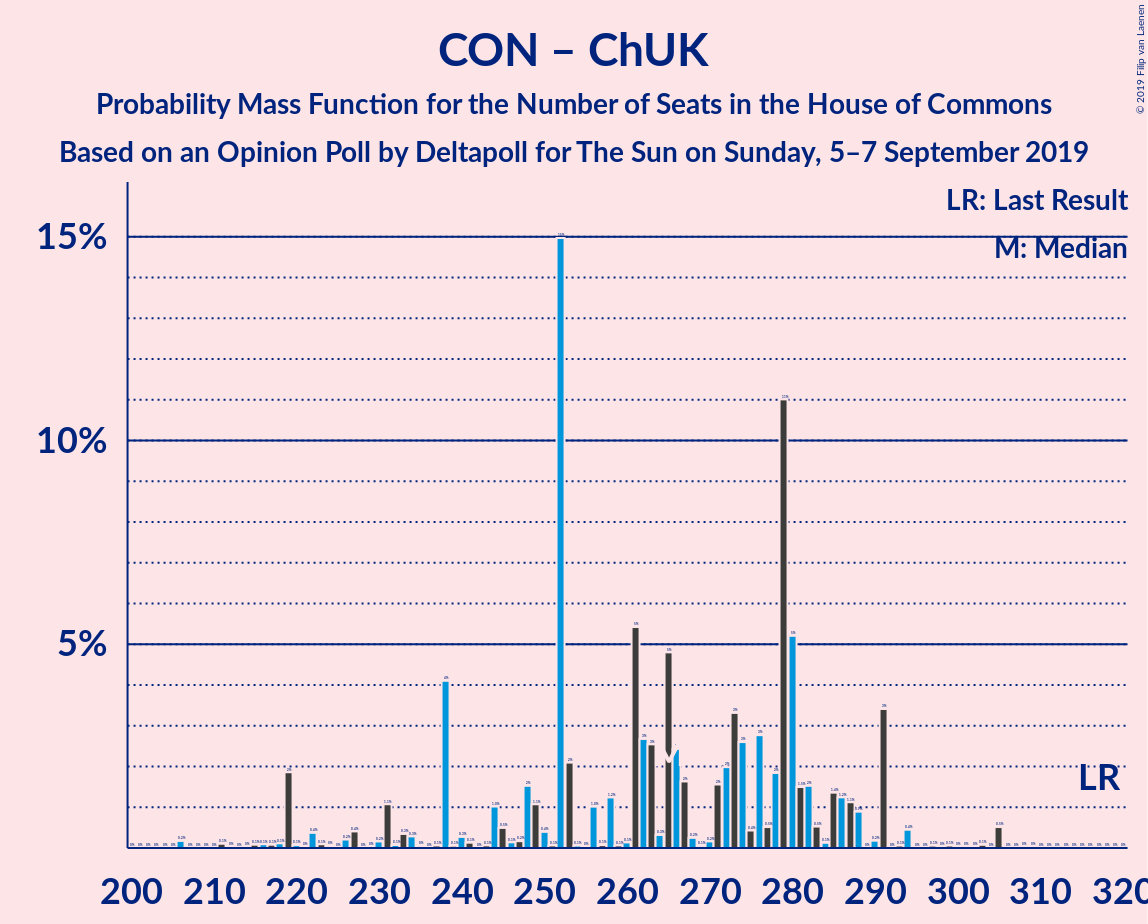 CON – ChUK
Probability Mass Function for the Number of Seats in the House of Commons
Based on an Opinion Poll by Deltapoll for The Sun on Sunday, 5–7 September 2019
© 2019 Filip van Laenen
LR: Last Result
M: Median
15%
10%
5%
LR
200 210 220 230 240 250 260 270 280 290 300 310 320